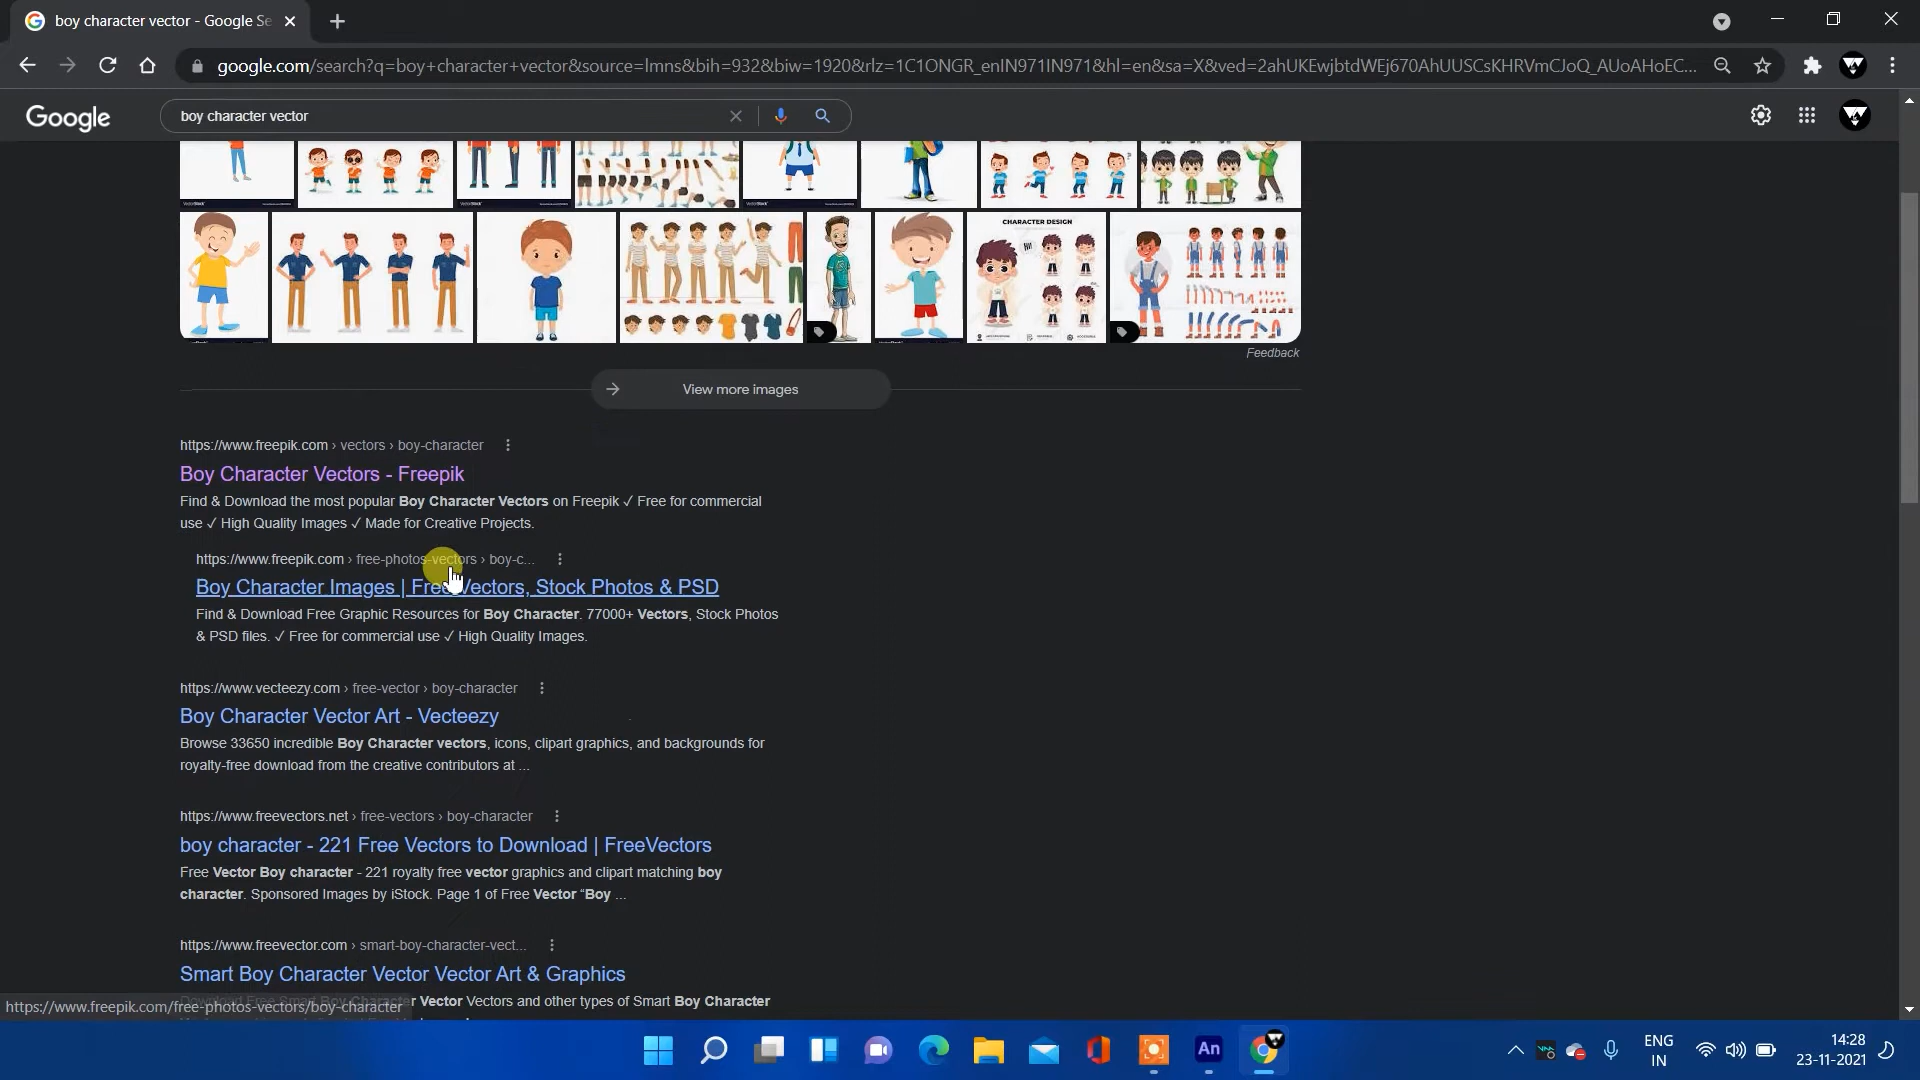 boy character vector - Google Se
google.com/search?q=boy+character+vector&source=lmns&bih=932&biw=1920&rlz=1C1ONGR_enIN971IN971&hl=en&sa=X&ved=2ahUKEwjbtdWEj670AhUUSCsKHRVmCJoQ_AUoAHoEC...
Google
boy character vector
CHARACTER DESIGN
Feedback
View more images
https://www.freepik.com › vectors › boy-character
Boy Character Vectors - Freepik
Find & Download the most popular Boy Character Vectors on Freepik ✓ Free for commercial
use ✓ High Quality Images ✓ Made for Creative Projects.
https://www.freepik.com › free-photos-vectors › boy-c...
Boy Character Images | Free Vectors, Stock Photos & PSD
Find & Download Free Graphic Resources for Boy Character. 77000+ Vectors, Stock Photos
& PSD files. ✓ Free for commercial use ✓ High Quality Images.
https://www.vecteezy.com › free-vector › boy-character
Boy Character Vector Art - Vecteezy
Browse 33650 incredible Boy Character vectors, icons, clipart graphics, and backgrounds for
royalty-free download from the creative contributors at ...
https://www.freevectors.net › free-vectors › boy-character
boy character - 221 Free Vectors to Download | FreeVectors
Free Vector Boy character - 221 royalty free vector graphics and clipart matching boy
character. Sponsored Images by iStock. Page 1 of Free Vector "Boy ...
https://www.freevector.com › smart-boy-character-vect...
Smart Boy Character Vector Vector Art & Graphics
Download Free Smart Boy Character Vector Vectors and other types of Smart Boy Character
https://www.freepik.com/free-photos-vectors/boy-character
An
ENG
IN
14:28
23-11-2021